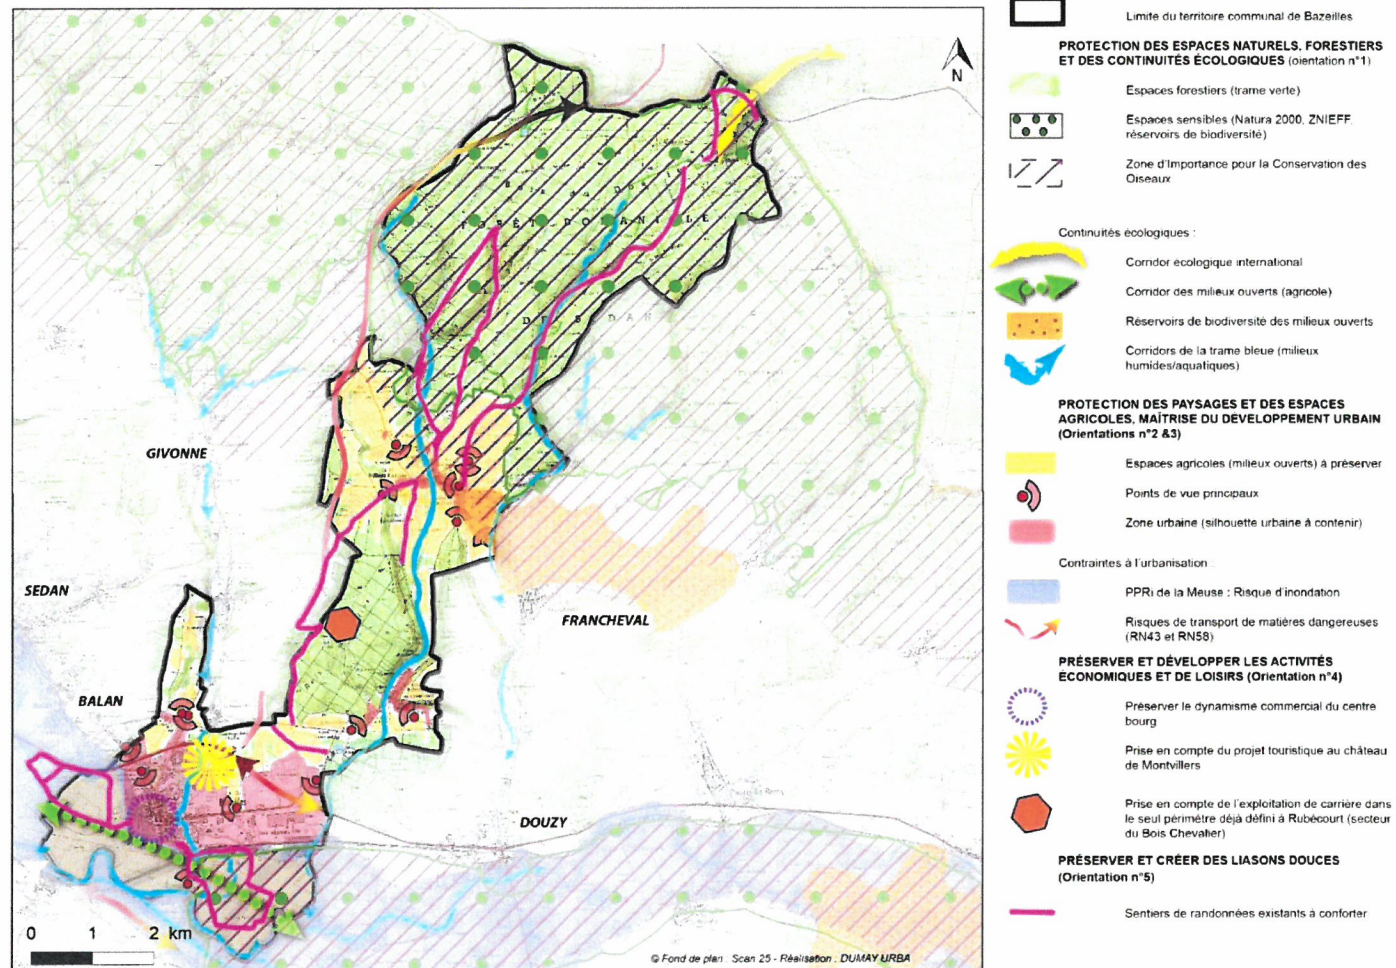 N
FORÊT DOMANIALE
DE SEDAN
GIVONNE
SEDAN
FRANCHEVAL
BALAN
DOUZY
0 1 2 km
© Fond de plan : Scan 25 - Réalisation : DUMAY URBA
Limite du territoire communal de Bazeilles
PROTECTION DES ESPACES NATURELS, FORESTIERS
ET DES CONTINUITÉS ÉCOLOGIQUES (oientation n°1)
Espaces forestiers (trame verte)
Espaces sensibles (Natura 2000, ZNIEFF,
réservoirs de biodiversité)
Zone d'Importance pour la Conservation des
Oiseaux
Continuités écologiques :
Corridor écologique international
Corridor des milieux ouverts (agricole)
Réservoirs de biodiversité des milieux ouverts
Corridors de la trame bleue (milieux
humides/aquatiques)
PROTECTION DES PAYSAGES ET DES ESPACES
AGRICOLES, MAÎTRISE DU DÉVELOPPEMENT URBAIN
(Orientations n°2 &3)
Espaces agricoles (milieux ouverts) à préserver
Points de vue principaux
Zone urbaine (silhouette urbaine à contenir)
Contraintes à l'urbanisation
PPRi de la Meuse : Risque d'inondation
Risques de transport de matières dangereuses
(RN43 et RN58)
PRÉSERVER ET DÉVELOPPER LES ACTIVITÉS
ÉCONOMIQUES ET DE LOISIRS (Orientation n°4)
Préserver le dynamisme commercial du centre
bourg
Prise en compte du projet touristique au château
de Montvillers
Prise en compte de l'exploitation de carrière dans
le seul périmètre déjà défini à Rubécourt (secteur
du Bois Chevalier)
PRÉSERVER ET CRÉER DES LIASONS DOUCES
(Orientation n°5)
Sentiers de randonnées existants à conforter